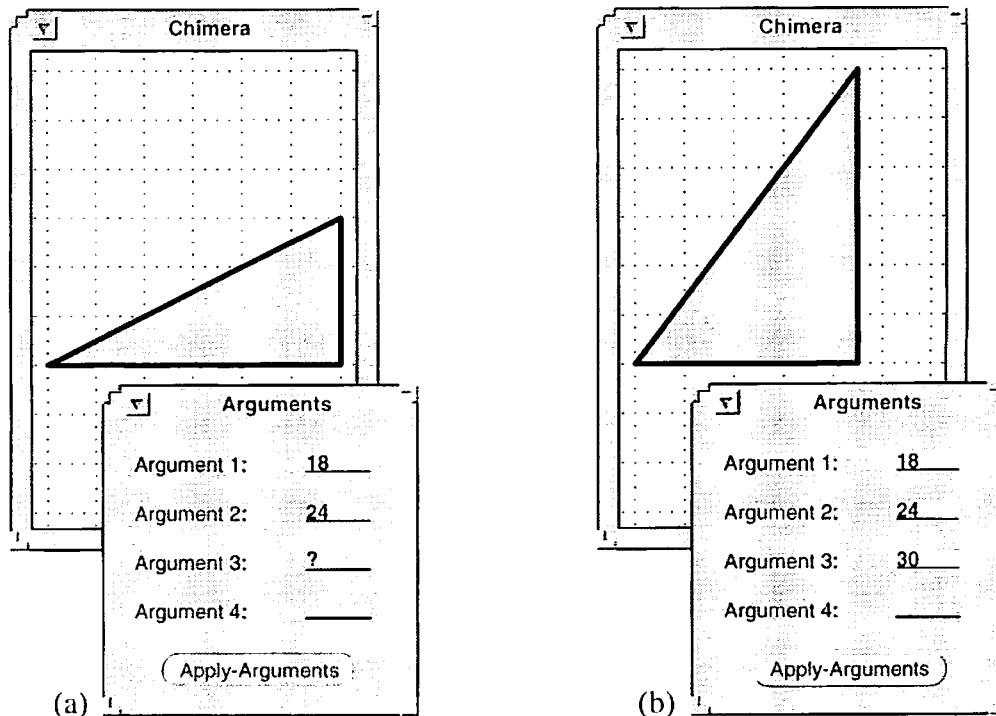 Chimera
Arguments
Argument 1: 18
Argument 2: 24
Argument 3: ?
Argument 4:
Apply-Arguments
(a)
Chimera
Arguments
Argument 1: 18
Argument 2: 24
Argument 3: 30
Argument 4:
Apply-Arguments
(b)